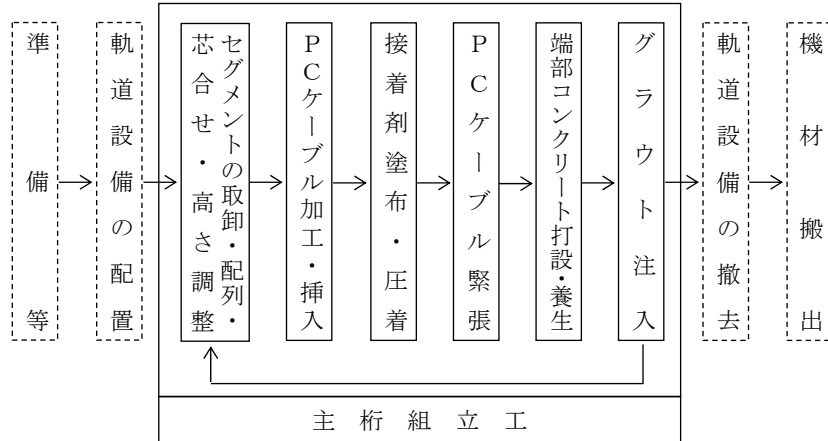 準備等
軌道設備の配置
セグメントの取卸・配列・
芯合せ・高さ調整
PCケーブル加工・挿入
接着剤塗布・圧着
PCケーブル緊張
端部コンクリート打設・養生
グラウト注入
軌道設備の撤去
機材搬出
主桁組立工